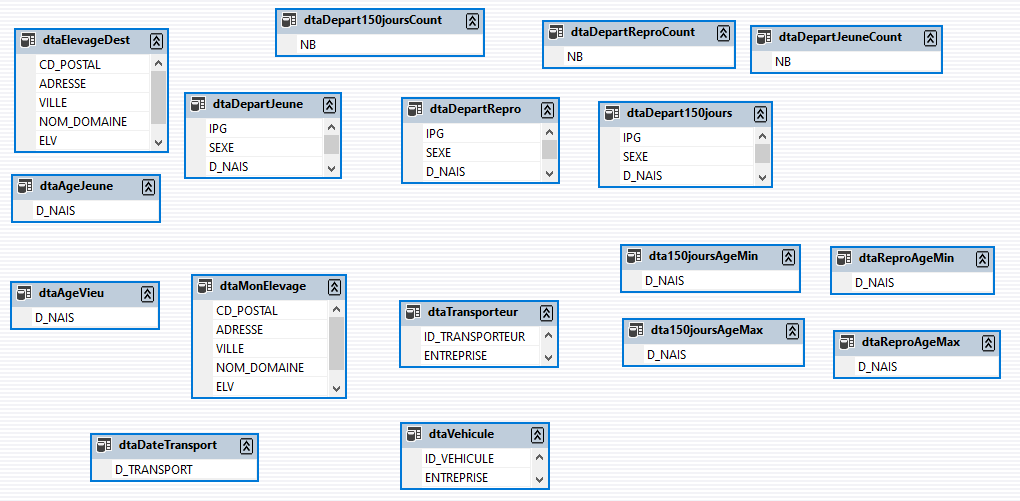 dtaElevageDest
CD_POSTAL
ADRESSE
VILLE
NOM_DOMAINE
ELV
dtaDepart150joursCount
NB
dtaDepartReproCount
NB
dtaDepartJeuneCount
NB
dtaDepartJeune
IPG
SEXE
D_NAIS
dtaDepartRepro
IPG
SEXE
D_NAIS
dtaDepart150jours
IPG
SEXE
D_NAIS
dtaAgeJeune
D_NAIS
dtaAgeVieu
D_NAIS
dtaMonElevage
CD_POSTAL
ADRESSE
VILLE
NOM_DOMAINE
ELV
dtaTransporteur
ID_TRANSPORTEUR
ENTREPRISE
dta150joursAgeMin
D_NAIS
dtaReproAgeMin
D_NAIS
dta150joursAgeMax
D_NAIS
dtaReproAgeMax
D_NAIS
dtaDateTransport
D_TRANSPORT
dtaVehicule
ID_VEHICULE
ENTREPRISE